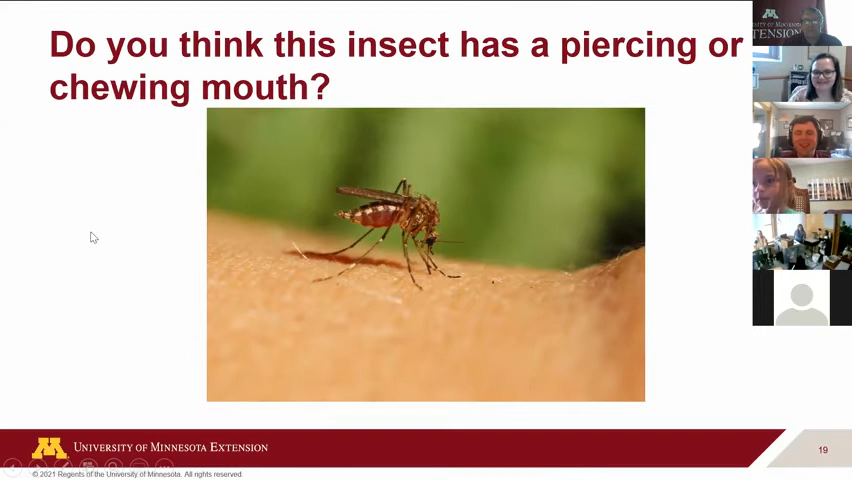 Do you think this insect has a piercing or
chewing mouth?
UNIVERSITY OF MINNESOTA EXTENSION
19
© 2021 Regents of the University of Minnesota. All rights reserved.